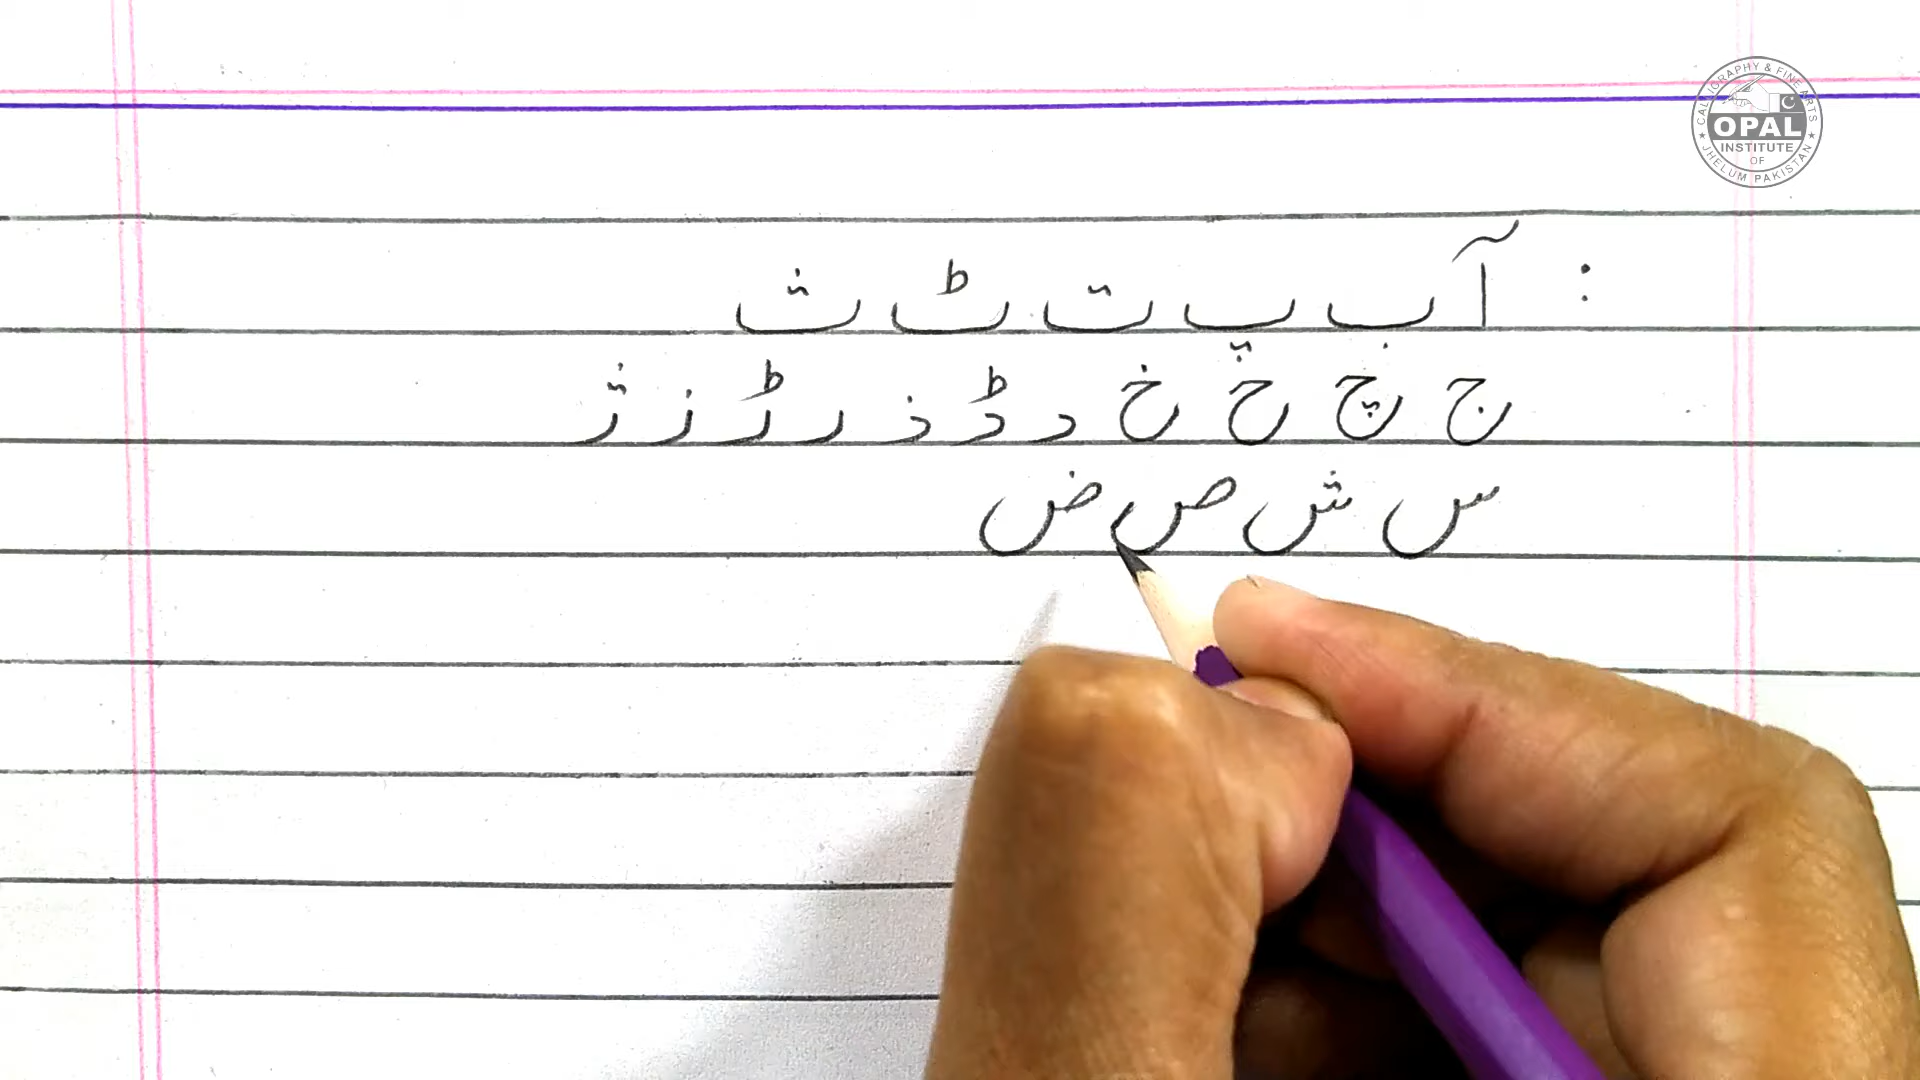 CALLIGRAPHY & FINE ARTS
OPAL
INSTITUTE
OF
JHELUM PAKISTAN
: آ ب پ ت ٹ ث
ج چ ح خ د ڈ ذ ر ڑ ز ژ
س ش ص ض